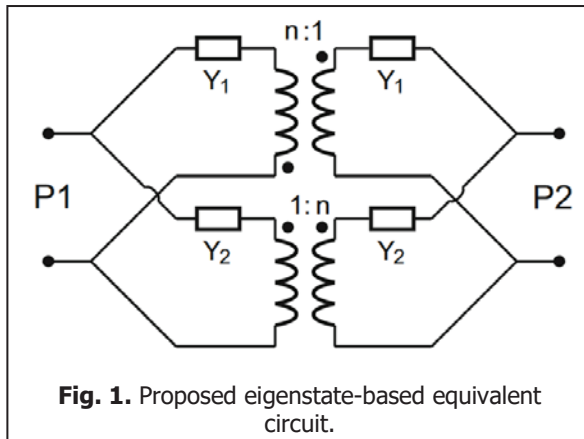 n:1
Y1 Y1
P1 1:n P2
Y2 Y2
Fig. 1. Proposed eigenstate-based equivalent
circuit.